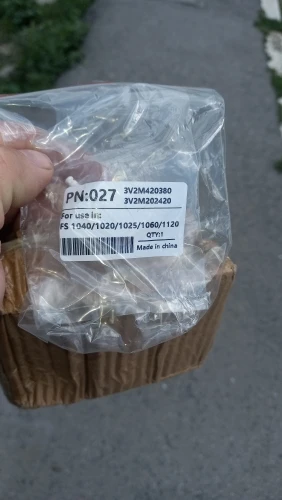 PN:027 3V2M420380
3V2M202420
For use in:
FS 1040/1020/1025/1060/1120
QTY:1
Made in china